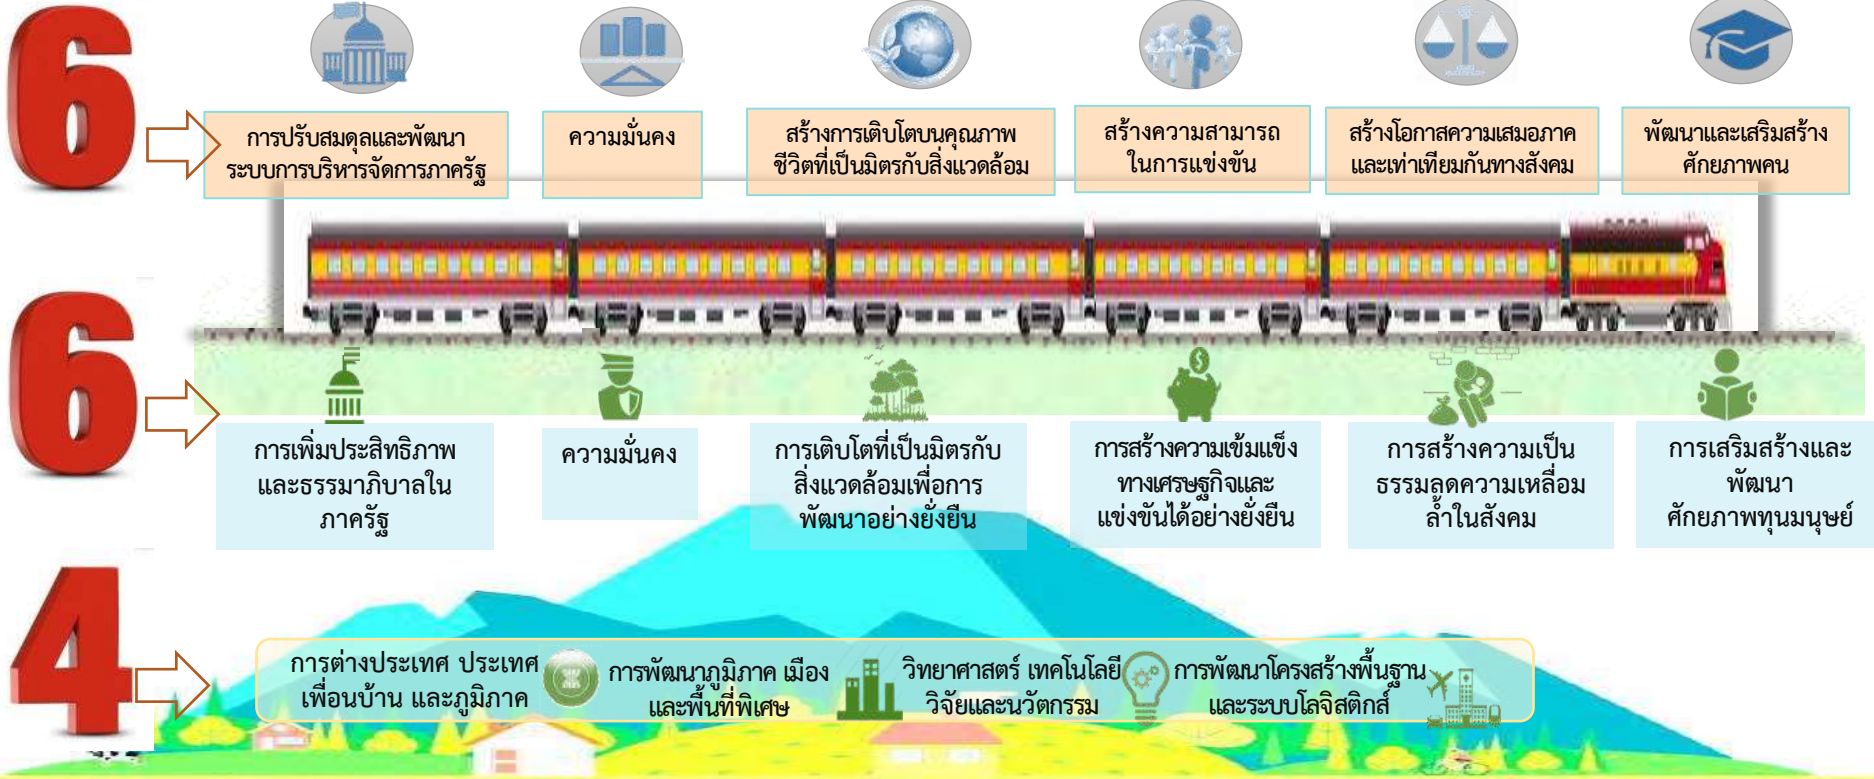 6
การปรับสมดุลและพัฒนา
ระบบการบริหารจัดการภาครัฐ
ความมั่นคง
สร้างการเติบโตบนคุณภาพ
ชีวิตที่เป็นมิตรกับสิ่งแวดล้อม
สร้างความสามารถ
ในการแข่งขัน
สร้างโอกาสความเสมอภาค
และเท่าเทียมกันทางสังคม
พัฒนาและเสริมสร้าง
ศักยภาพคน
6
การเพิ่มประสิทธิภาพ
และธรรมาภิบาลใน
ภาครัฐ
ความมั่นคง
การเติบโตที่เป็นมิตรกับ
สิ่งแวดล้อมเพื่อการ
พัฒนาอย่างยั่งยืน
การสร้างความเข้มแข็ง
ทางเศรษฐกิจและ
แข่งขันได้อย่างยั่งยืน
การสร้างความเป็น
ธรรมลดความเหลื่อม
ล้ำในสังคม
การเสริมสร้างและ
พัฒนา
ศักยภาพทุนมนุษย์
4
การต่างประเทศ ประเทศ
เพื่อนบ้าน และภูมิภาค
การพัฒนาภูมิภาค เมือง
และพื้นที่พิเศษ
วิทยาศาสตร์ เทคโนโลยี
วิจัยและนวัตกรรม
การพัฒนาโครงสร้างพื้นฐาน
และระบบโลจิสติกส์